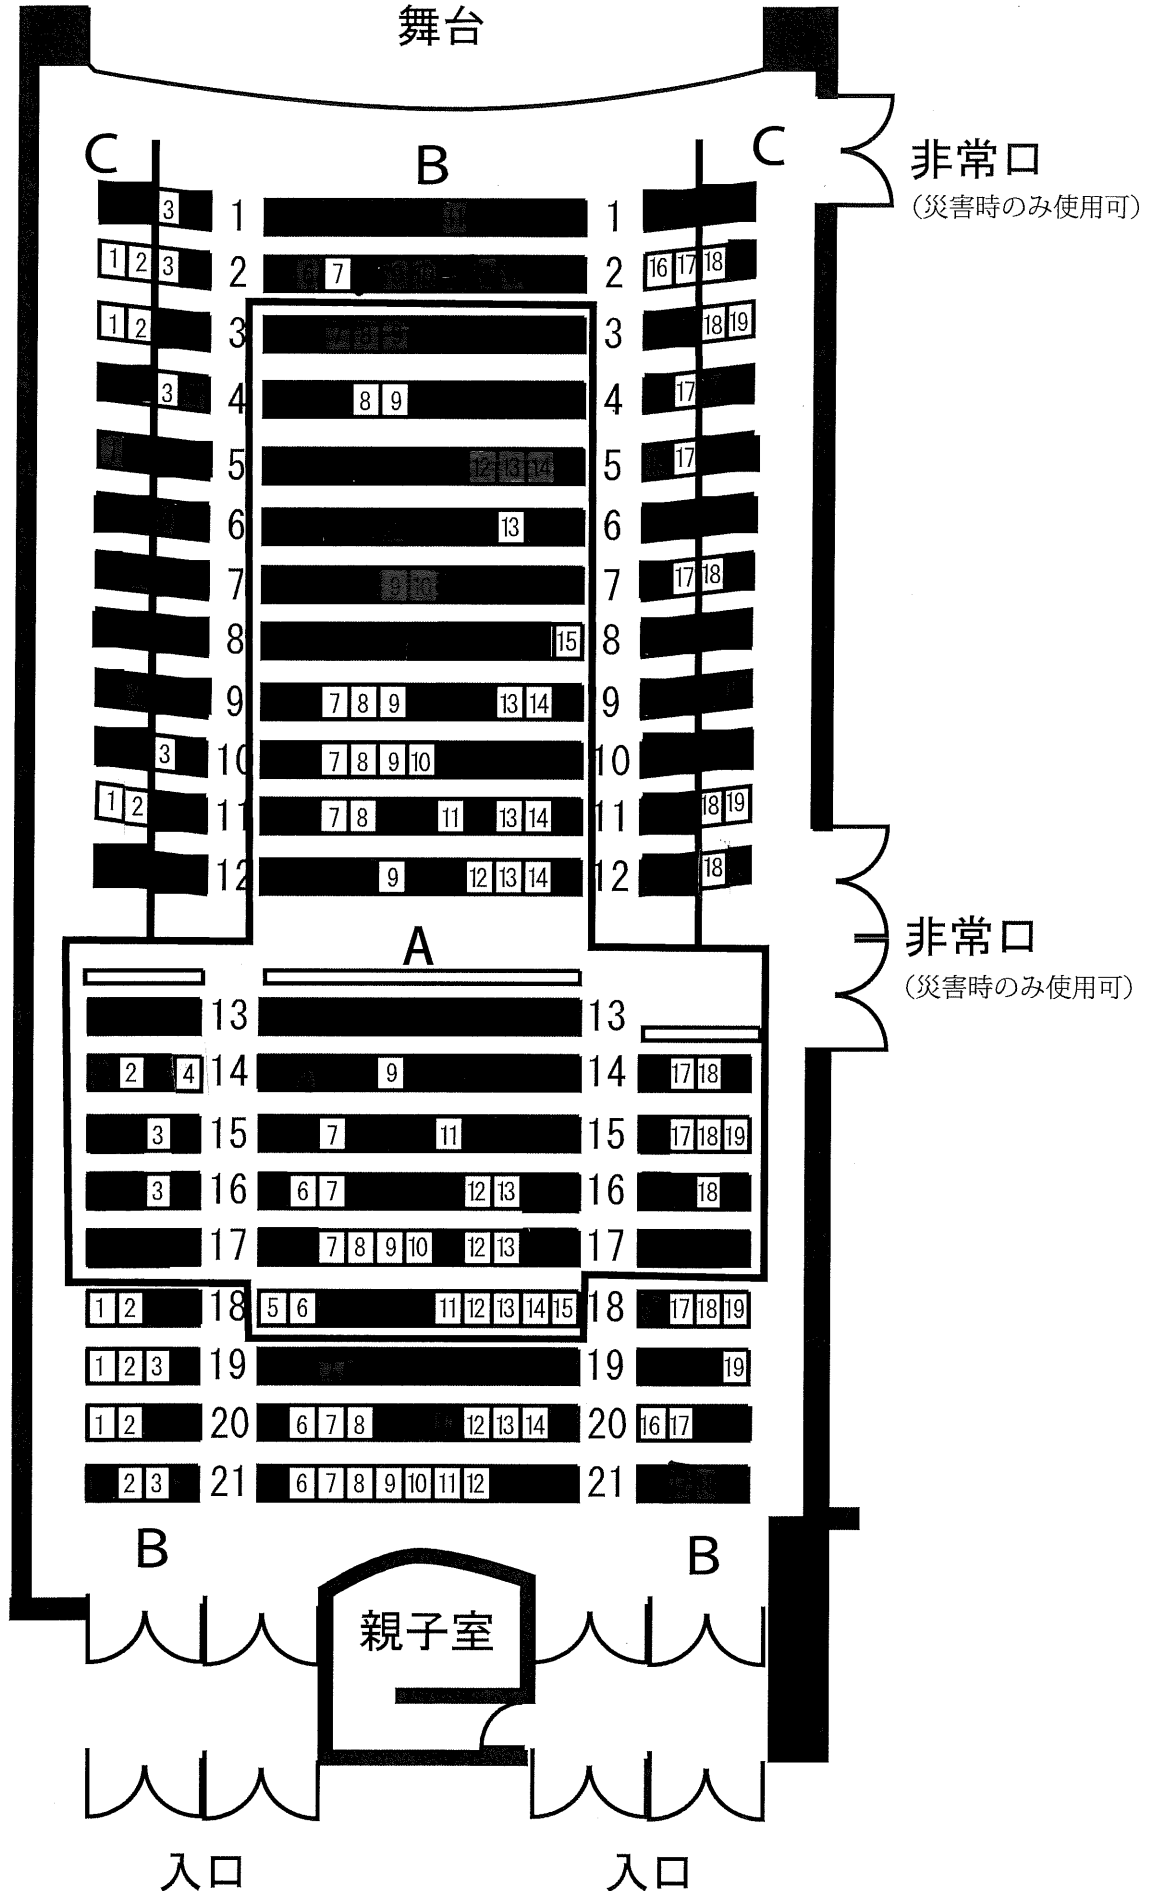 舞台
C B C
非常口
(災害時のみ使用可)
3 1 1
1 2 3 2 7 2 16 17 18
1 2 3 3 18 19
3 4 8 9 4 17
5 12 13 14 5 17
6 13 6
7 9 10 7 17 18
8 15 8
9 7 8 9 13 14 9
3 10 7 8 9 10 10
1 2 11 7 8 11 13 14 11 18 19
12 9 12 13 14 12 18
非常口
(災害時のみ使用可)
A
13 13
2 4 14 9 14 17 18
3 15 7 11 15 17 18 19
3 16 6 7 12 13 16 18
17 7 8 9 10 12 13 17
1 2 18 5 6 11 12 13 14 15 18 17 18 19
1 2 3 19 19 19
1 2 20 6 7 8 12 13 14 20 16 17
2 3 21 6 7 8 9 10 11 12 21
B B
親子室
入口 入口